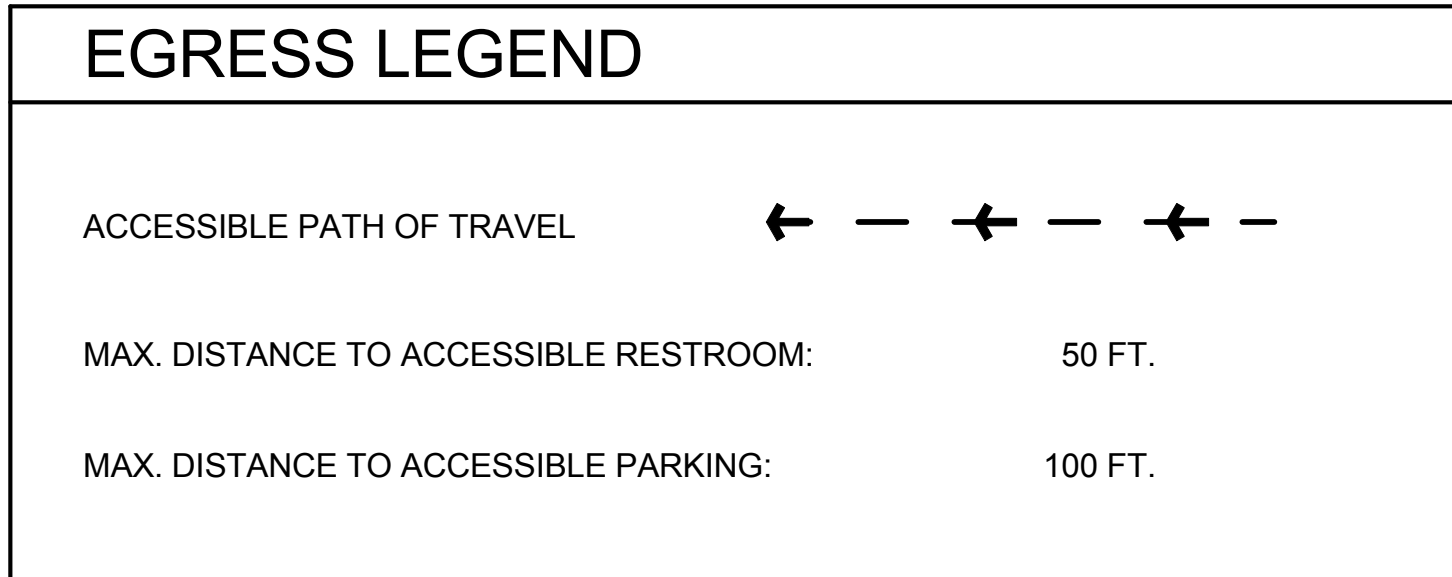 EGRESS LEGEND
ACCESSIBLE PATH OF TRAVEL
MAX. DISTANCE TO ACCESSIBLE RESTROOM: 50 FT.
MAX. DISTANCE TO ACCESSIBLE PARKING: 100 FT.